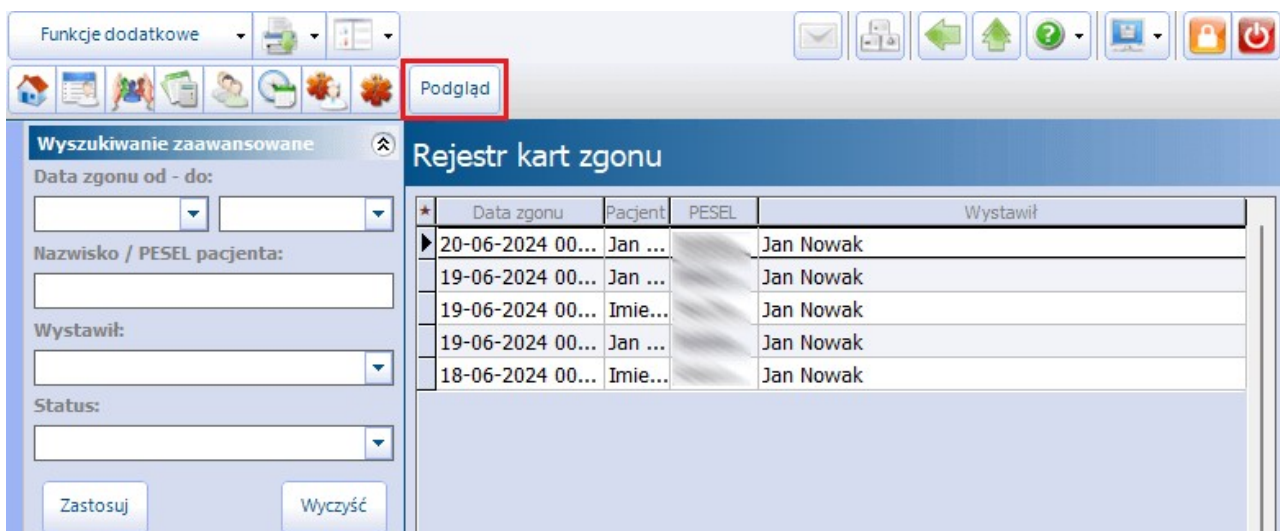 Funkcje dodatkowe
Podgląd
Wyszukiwanie zaawansowane
Data zgonu od - do:
Nazwisko / PESEL pacjenta:
Wystawił:
Status:
Zastosuj Wyczyść
Rejestr kart zgonu
Data zgonu Pacjent PESEL Wystawił
20-06-2024 00... Jan ... Jan Nowak
19-06-2024 00... Jan ... Jan Nowak
19-06-2024 00... Imie... Jan Nowak
19-06-2024 00... Jan ... Jan Nowak
18-06-2024 00... Imie... Jan Nowak